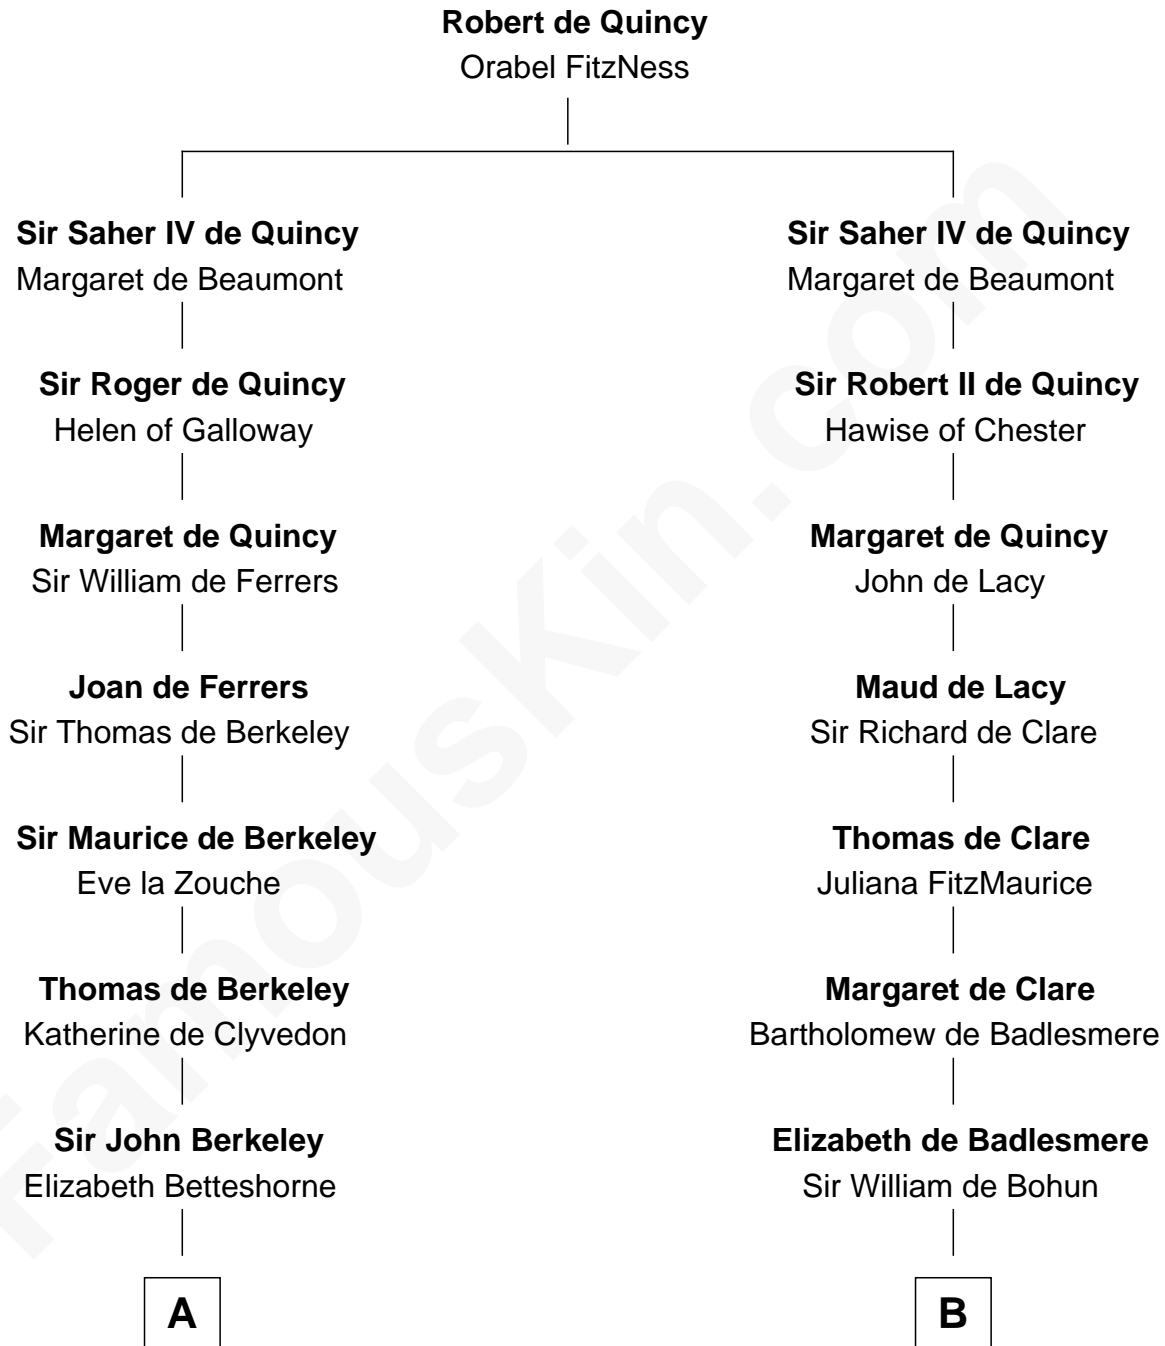 Robert de Quincy
Orabel FitzNess
Sir Saher IV de Quincy
Margaret de Beaumont
Sir Saher IV de Quincy
Margaret de Beaumont
Sir Roger de Quincy
Helen of Galloway
Sir Robert II de Quincy
Hawise of Chester
Margaret de Quincy
Sir William de Ferrers
Margaret de Quincy
John de Lacy
Joan de Ferrers
Sir Thomas de Berkeley
Maud de Lacy
Sir Richard de Clare
Sir Maurice de Berkeley
Eve la Zouche
Thomas de Clare
Juliana FitzMaurice
Thomas de Berkeley
Katherine de Clyvedon
Margaret de Clare
Bartholomew de Badlesmere
Sir John Berkeley
Elizabeth Betteshorne
Elizabeth de Badlesmere
Sir William de Bohun
A
B
FamousKin.com